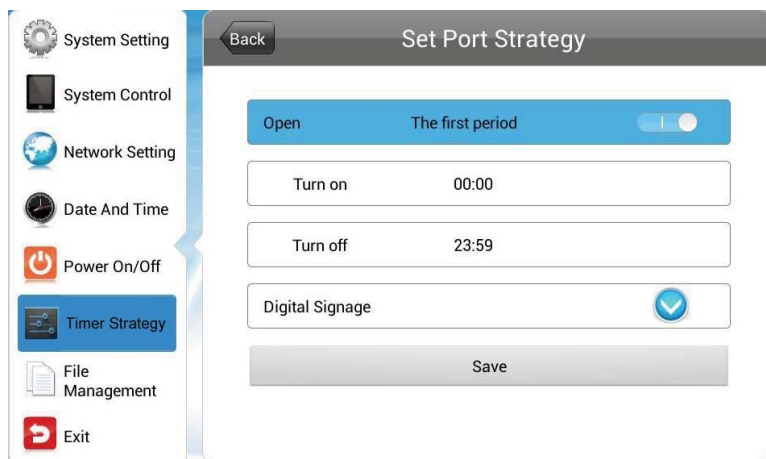 System Setting
System Control
Network Setting
Date And Time
Power On/Off
Timer Strategy
File
Management
Exit
Back
Set Port Strategy
Open The first period
Turn on 00:00
Turn off 23:59
Digital Signage
Save